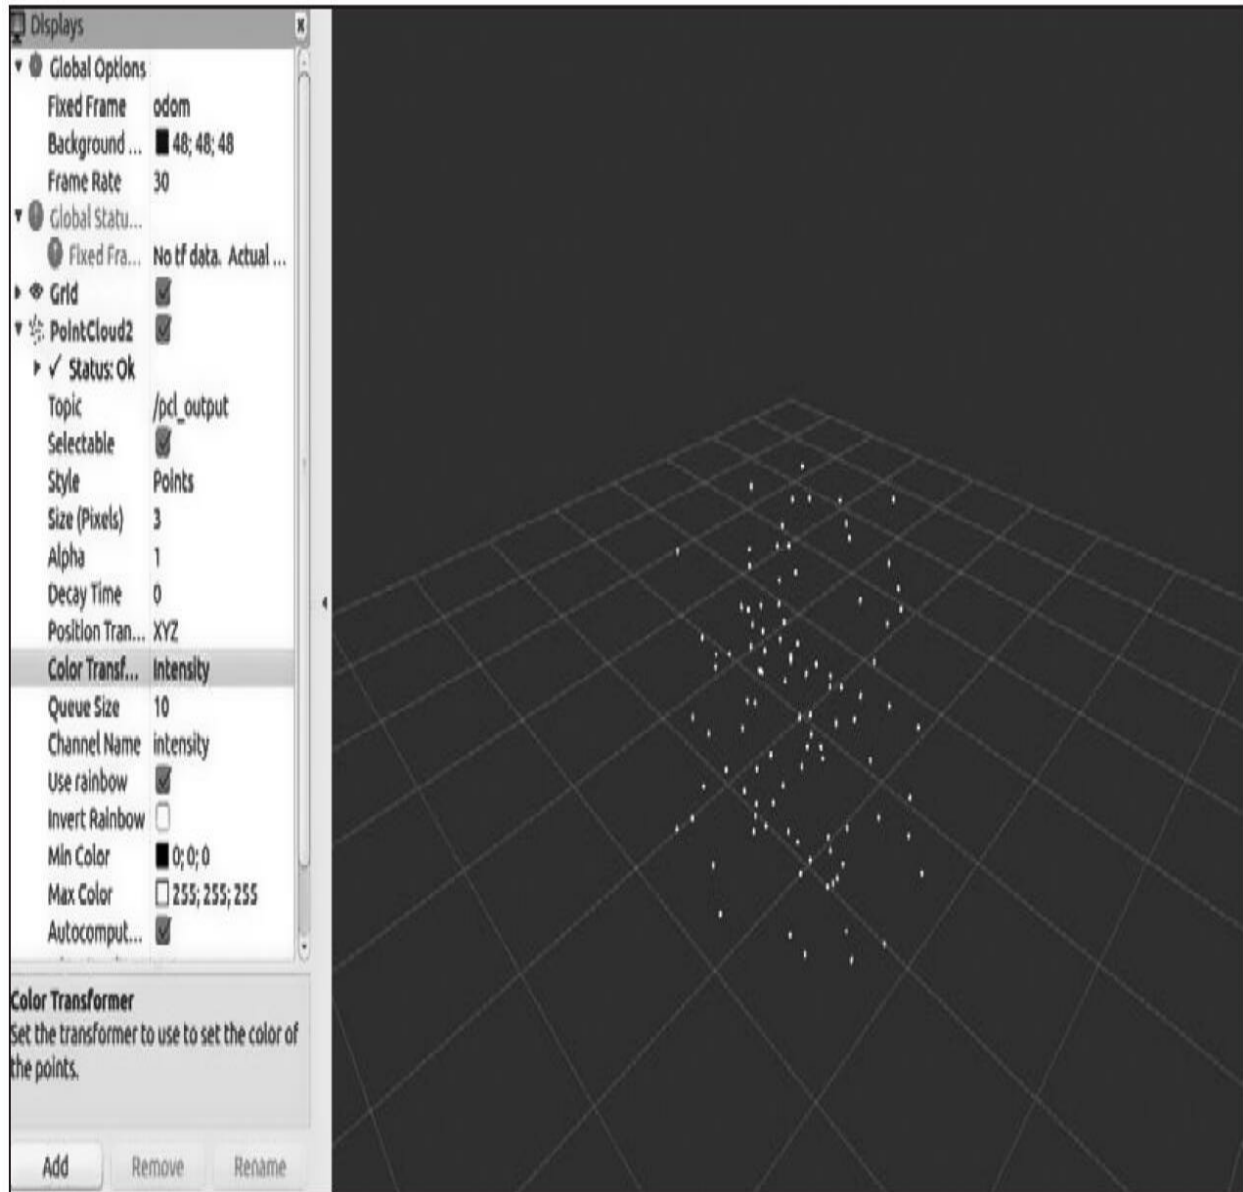 Displays
Global Options
Fixed Frame odom
Background ... 48; 48; 48
Frame Rate 30
Global Statu...
Fixed Fra... No tf data. Actual ...
Grid
PointCloud2
Status: Ok
Topic /pcl_output
Selectable
Style Points
Size (Pixels) 3
Alpha 1
Decay Time 0
Position Tran... XYZ
Color Transf... Intensity
Queue Size 10
Channel Name intensity
Use rainbow
Invert Rainbow
Min Color 0; 0; 0
Max Color 255; 255; 255
Autocomput...
Color Transformer
Set the transformer to use to set the color of
the points.
Add Remove Rename